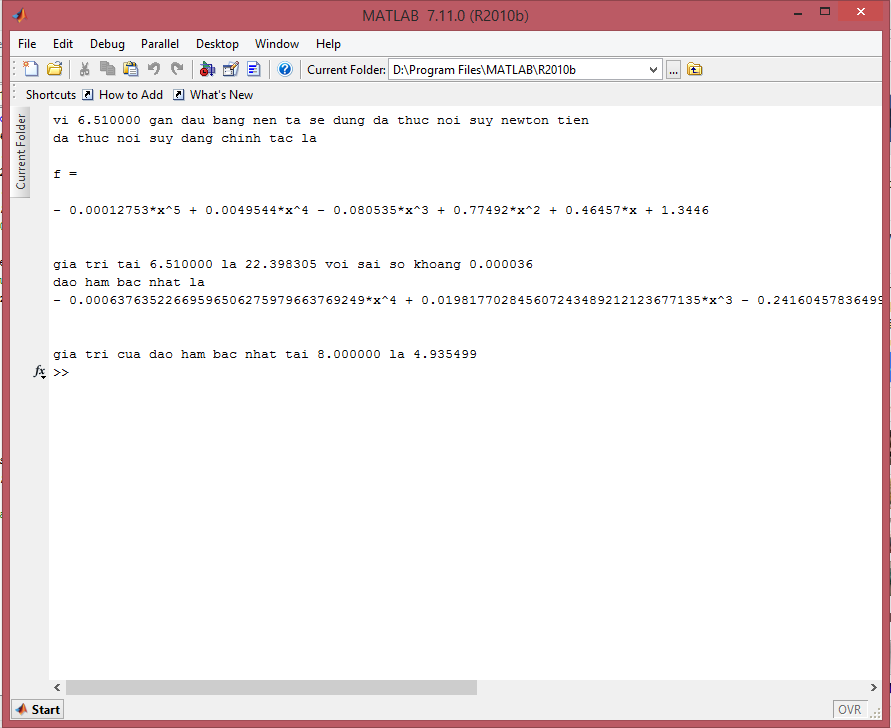 MATLAB 7.11.0 (R2010b)
File Edit Debug Parallel Desktop Window Help
Current Folder: D:\Program Files\MATLAB\R2010b ...
Shortcuts How to Add What's New
Current Folder
vi 6.510000 gan dau bang nen ta se dung da thuc noi suy newton tien
da thuc noi suy dang chinh tac la
f =
- 0.00012753*x^5 + 0.0049544*x^4 - 0.080535*x^3 + 0.77492*x^2 + 0.46457*x + 1.3446
gia tri tai 6.510000 la 22.398305 voi sai so khoang 0.000036
dao ham bac nhat la
- 0.00063763522669596506275979663769249*x^4 + 0.019817702845607243489212123677135*x^3 - 0.24160457836499
gia tri cua dao ham bac nhat tai 8.000000 la 4.935499
fx >>
Start OVR